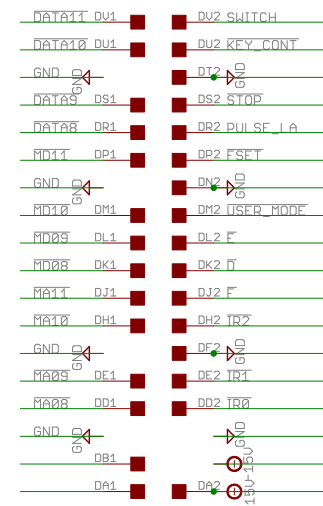 DATA11 DV1 DV2 SWITCH
DATA10 DU1 DU2 KEY_CONT
GND GND DT2 GND
DATA9 DS1 DS2 STOP
DATA8 DR1 DR2 PULSE_LA
MD11 DP1 DP2 FSET
GND GND DN2 GND
MD10 DM1 DM2 USER_MODE
MD09 DL1 DL2 E
MD08 DK1 DK2 D
MA11 DJ1 DJ2 F
MA10 DH1 DH2 IR2
GND GND DF2 GND
MA09 DE1 DE2 IR1
MA08 DD1 DD2 IR0
GND GND GND
DB1 -15V
DA1 DA2 15V